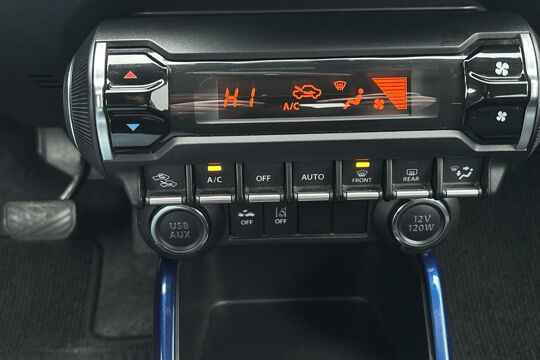 HI
A/C
A/C
OFF
AUTO
FRONT
REAR
USB
AUX
OFF
OFF
12V
120W